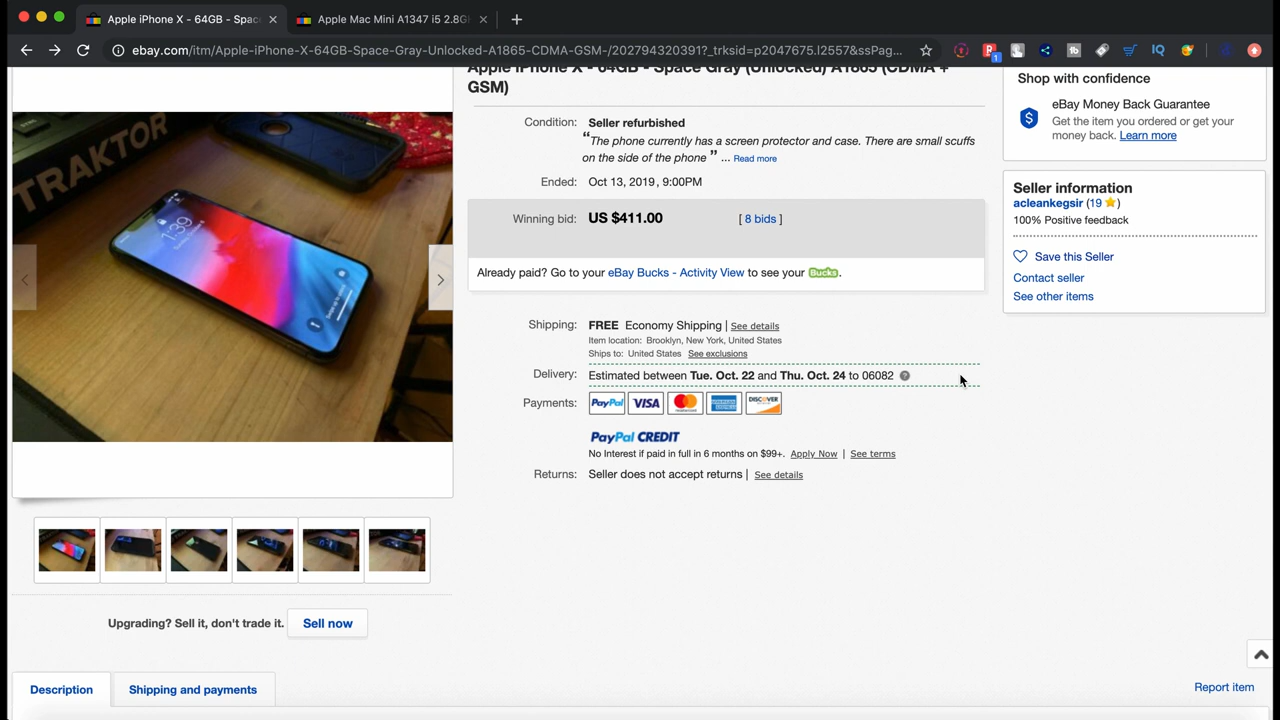 Apple iPhone X - 64GB - Spac
Apple Mac Mini A1347 i5 2.8GH
ebay.com/itm/Apple-iPhone-X-64GB-Space-Gray-Unlocked-A1865-CDMA-GSM-/202794320391?_trksid=p2047675.l2557&ssPag...
1
IQ
Apple iPhone X - 64GB - Space Gray (Unlocked) A1865 (CDMA +
GSM)
Condition: Seller refurbished
“The phone currently has a screen protector and case. There are small scuffs
on the side of the phone ” ... Read more
Ended: Oct 13, 2019 , 9:00PM
Winning bid: US $411.00 [ 8 bids ]
Already paid? Go to your eBay Bucks - Activity View to see your Bucks.
Shipping: FREE Economy Shipping | See details
Item location: Brooklyn, New York, United States
Ships to: United States See exclusions
Delivery: Estimated between Tue. Oct. 22 and Thu. Oct. 24 to 06082 ?
Payments: PayPal VISA MasterCard AMERICAN EXPRESS DISCOVER
PayPal CREDIT
No Interest if paid in full in 6 months on $99+. Apply Now | See terms
Returns: Seller does not accept returns | See details
Shop with confidence
eBay Money Back Guarantee
Get the item you ordered or get your
money back. Learn more
Seller information
acleankegsir (19 )
100% Positive feedback
Save this Seller
Contact seller
See other items
TRAKTOR
1:39
Upgrading? Sell it, don't trade it. Sell now
Description
Shipping and payments
Report item